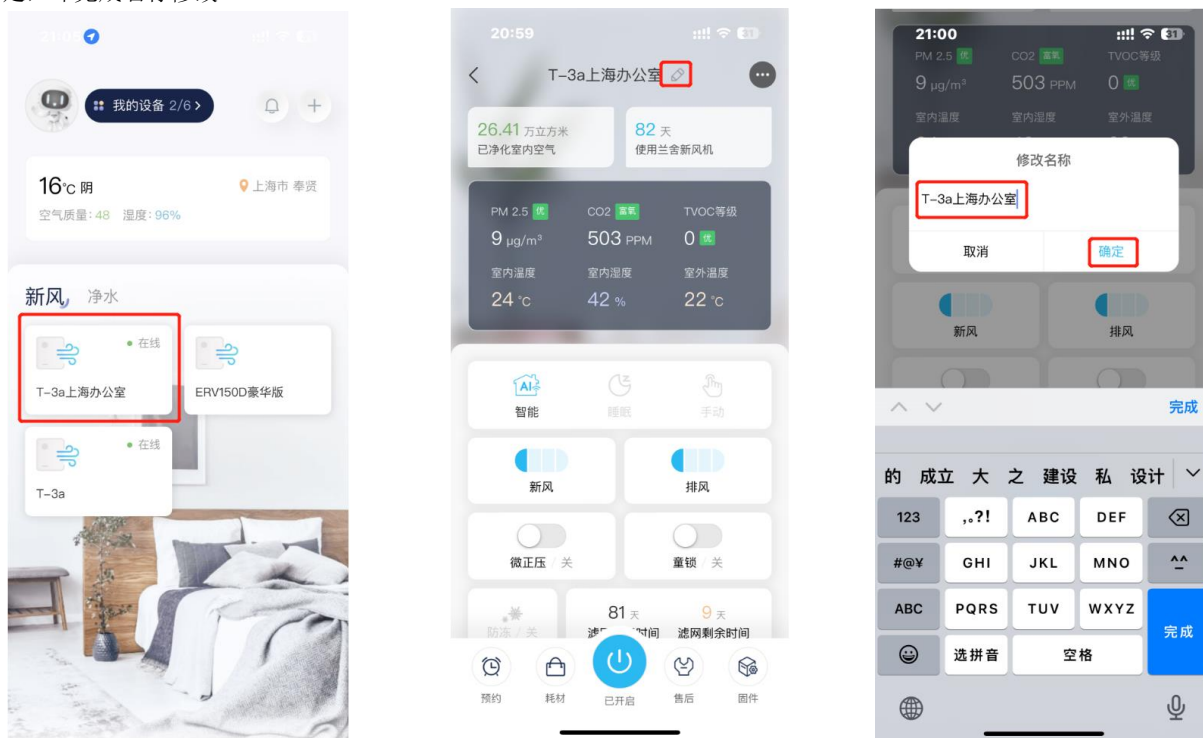 我的设备 2/6 >
16°C 阴
上海市 奉贤
空气质量: 48 湿度: 96%
新风 净水
在线
T-3a上海办公室
ERV150D豪华版
在线
T-3a
20:59
31
T-3a上海办公室
26.41 万立方米
已净化室内空气
82 天
使用兰舍新风机
PM 2.5 优
CO2 富氧
TVOC等级
9 μg/m³
503 PPM
0 优
室内温度
室内湿度
室外温度
24 °C
42 %
22 °C
AI
智能
睡眠
手动
新风
排风
微正压 / 关
童锁 / 关
防冻 / 关
81 天
9 天
滤网剩余时间
预约
耗材
已开启
售后
固件
21:00
31
PM 2.5 优
CO2 富氧
TVOC等级
9 μg/m³
503 PPM
0 优
室内温度
室内湿度
室外温度
修改名称
T-3a上海办公室
取消
确定
新风
排风
完成
的 成立 大 之 建设 私 设计
123 ,。?! ABC DEF
#@¥ GHI JKL MNO ^^
ABC PQRS TUV WXYZ
完成
选拼音 空格